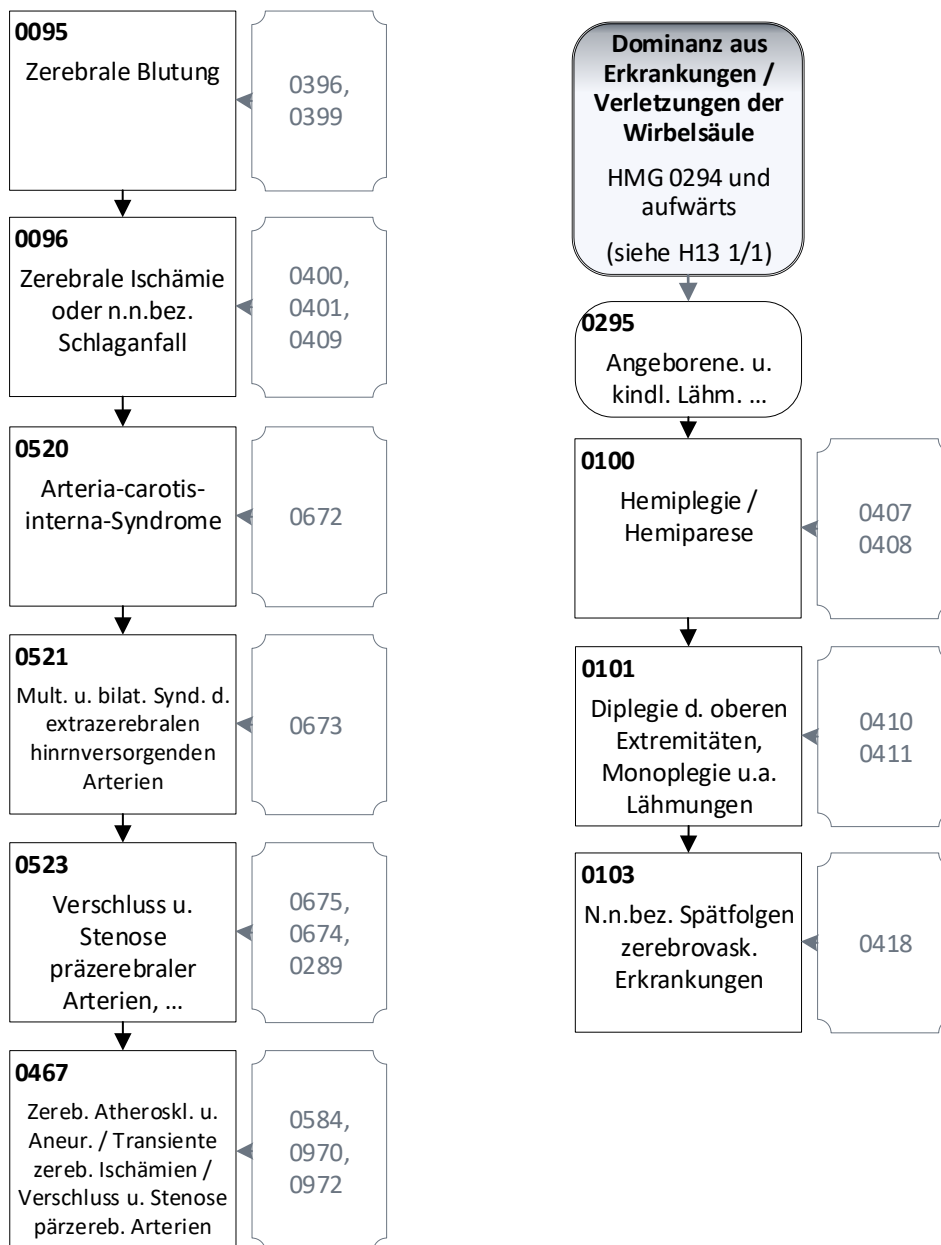 0095
Zerebrale Blutung
0396,
0399
0096
Zerebrale Ischämie
oder n.n.bez.
Schlaganfall
0400,
0401,
0409
0520
Arteria-carotis-
interna-Syndrome
0672
0521
Mult. u. bilat. Synd. d.
extrazerebralen
hinrnversorgenden
Arterien
0673
0523
Verschluss u.
Stenose
präzerebraler
Arterien, ...
0675,
0674,
0289
0467
Zereb. Atheroskl. u.
Aneur. / Transiente
zereb. Ischämien /
Verschluss u. Stenose
pärzereb. Arterien
0584,
0970,
0972
Dominanz aus
Erkrankungen /
Verletzungen der
Wirbelsäule
HMG 0294 und
aufwärts
(siehe H13 1/1)
0295
Angeborene. u.
kindl. Lähm. ...
0100
Hemiplegie /
Hemiparese
0407
0408
0101
Diplegie d. oberen
Extremitäten,
Monoplegie u.a.
Lähmungen
0410
0411
0103
N.n.bez. Spätfolgen
zerebrovask.
Erkrankungen
0418